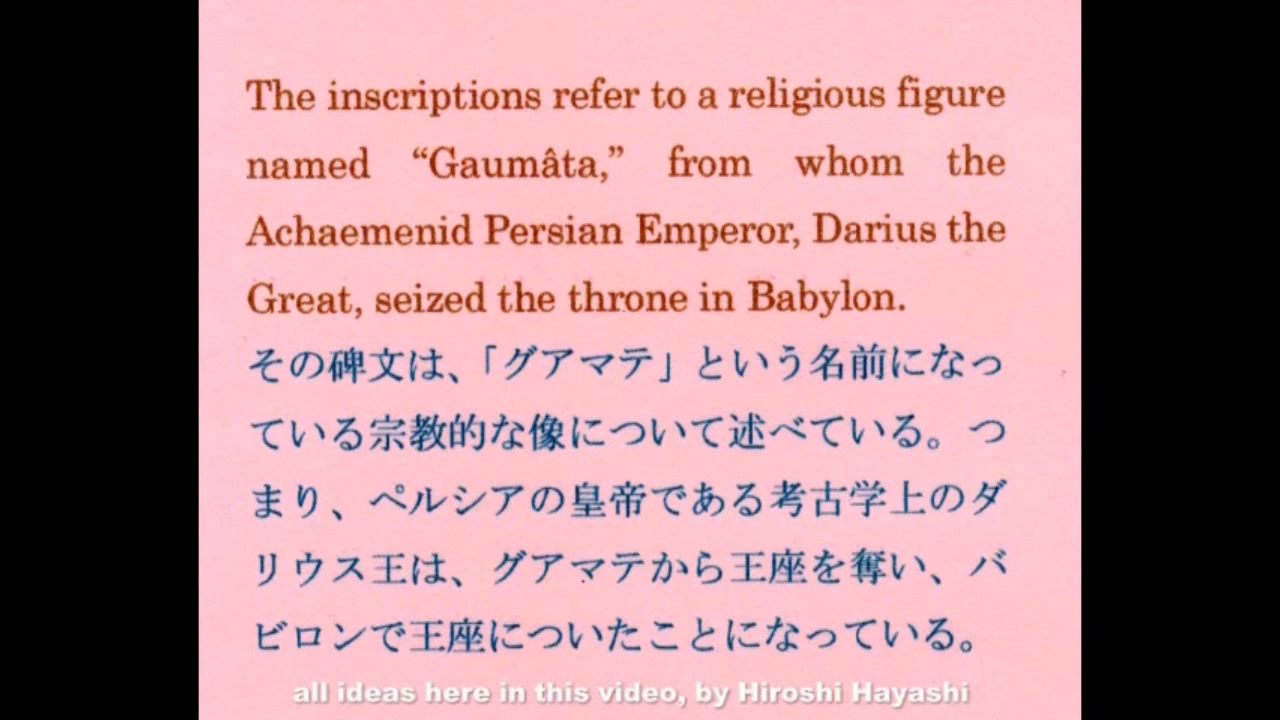 The inscriptions refer to a religious figure
named “Gaumâta,” from whom the
Achaemenid Persian Emperor, Darius the
Great, seized the throne in Babylon.
その碑文は、「グアマテ」という名前になっ
ている宗教的な像について述べている。つ
まり、ペルシアの皇帝である考古学上のダ
リウス王は、グアマテから王座を奪い、バ
ビロンで王座についたことになっている。
all ideas here in this video, by Hiroshi Hayashi